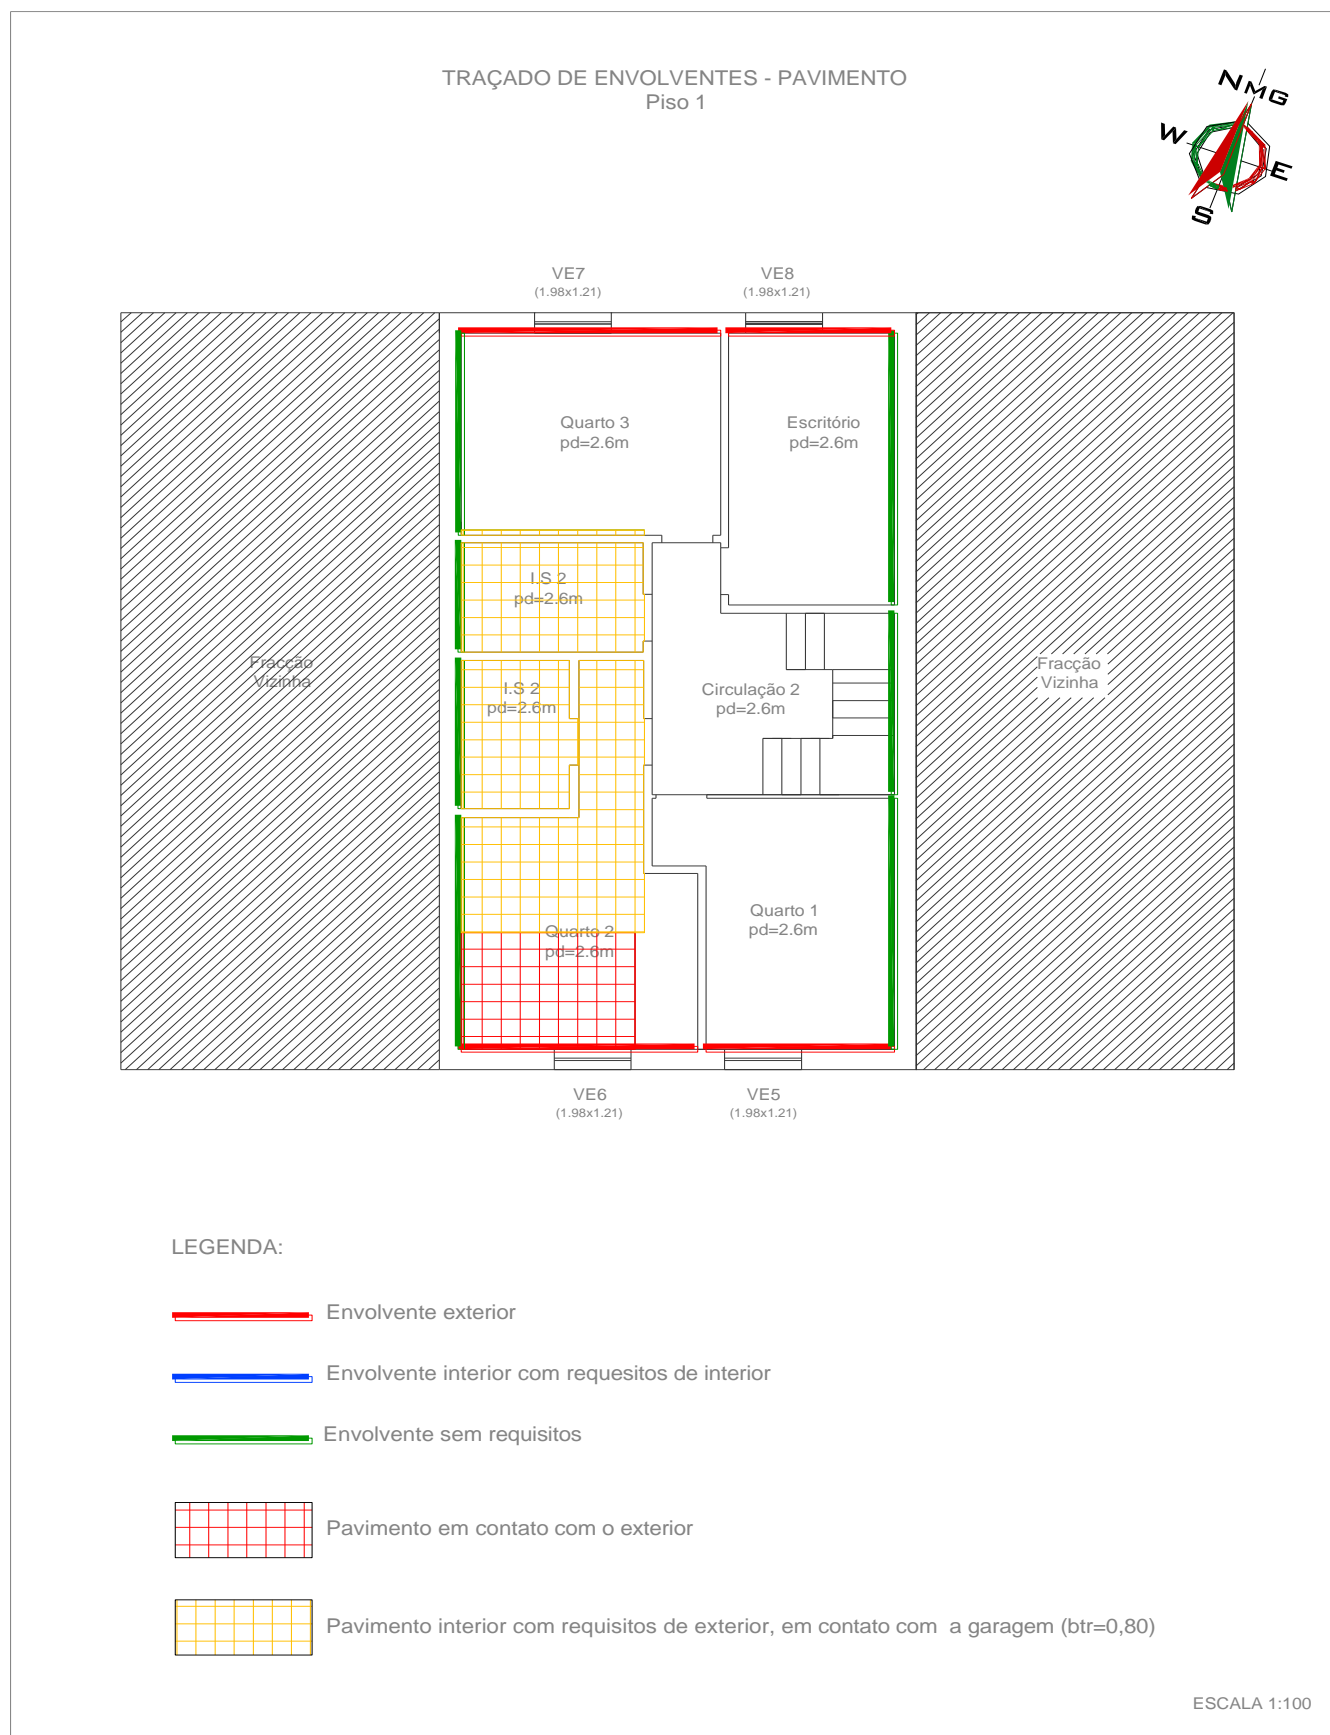 TRAÇADO DE ENVOLVENTES - PAVIMENTO
Piso 1
N MG
W
E
S
VE7
(1.98x1.21)
VE8
(1.98x1.21)
Quarto 3
pd=2.6m
Escritório
pd=2.6m
I.S 2
pd=2.6m
Fracção
Vizinha
I.S 2
pd=2.6m
Circulação 2
pd=2.6m
Fracção
Vizinha
Quarto 1
pd=2.6m
Quarto 2
pd=2.6m
VE6
(1.98x1.21)
VE5
(1.98x1.21)
LEGENDA:
Envolvente exterior
Envolvente interior com requesitos de interior
Envolvente sem requisitos
Pavimento em contato com o exterior
Pavimento interior com requisitos de exterior, em contato com a garagem (btr=0,80)
ESCALA 1:100